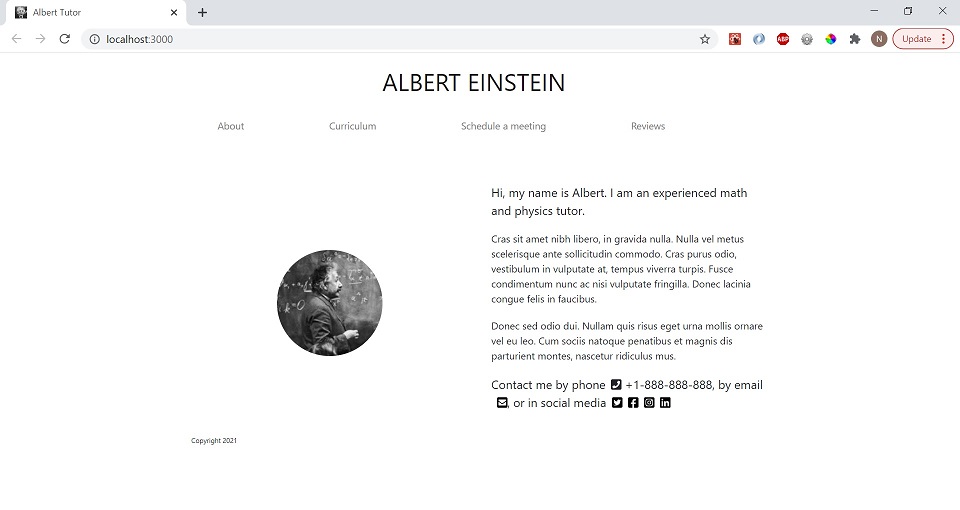 Albert Tutor
localhost:3000
ABP
N
Update
ALBERT EINSTEIN
About
Curriculum
Schedule a meeting
Reviews
Hi, my name is Albert. I am an experienced math
and physics tutor.
Cras sit amet nibh libero, in gravida nulla. Nulla vel metus
scelerisque ante sollicitudin commodo. Cras purus odio,
vestibulum in vulputate at, tempus viverra turpis. Fusce
condimentum nunc ac nisi vulputate fringilla. Donec lacinia
congue felis in faucibus.
Donec sed odio dui. Nullam quis risus eget urna mollis ornare
vel eu leo. Cum sociis natoque penatibus et magnis dis
parturient montes, nascetur ridiculus mus.
Contact me by phone +1-888-888-888, by email
, or in social media
Copyright 2021